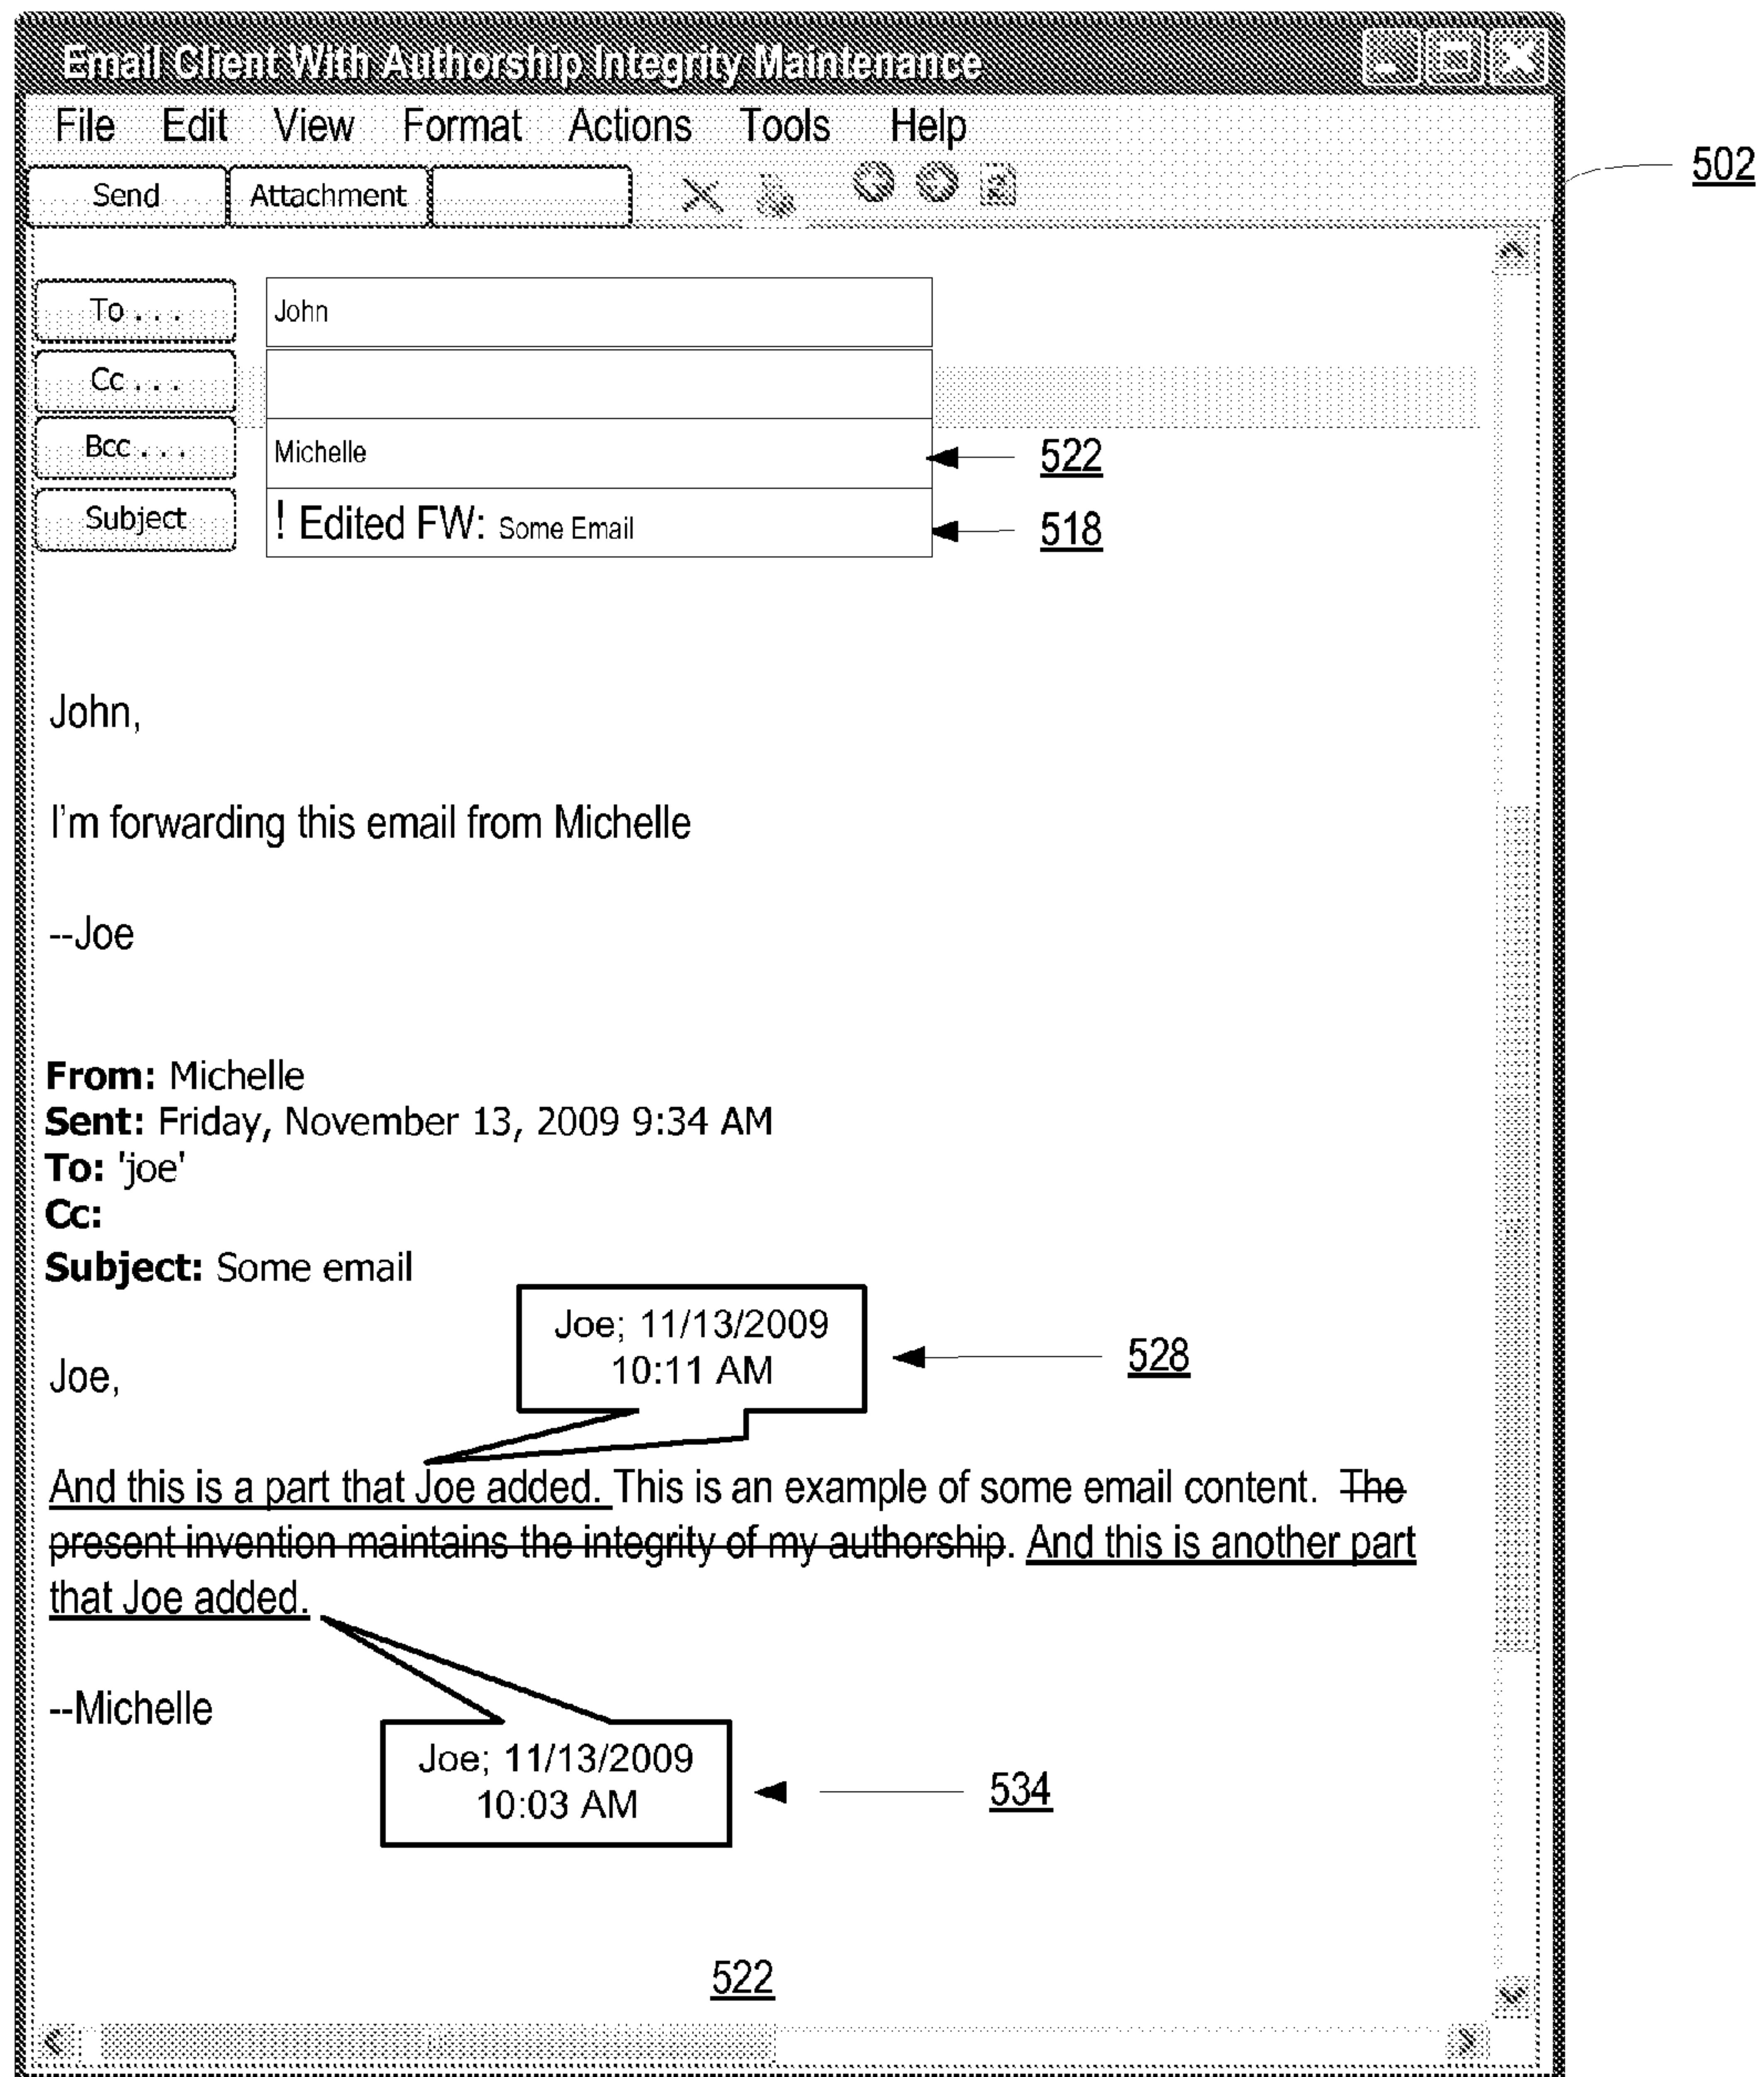 Email Client With Authorship Integrity Maintenance
File Edit View Format Actions Tools Help
502
Send Attachment
To . . . John
Cc . . .
Bcc . . . Michelle 522
Subject ! Edited FW: Some Email 518
John,
I'm forwarding this email from Michelle
--Joe
From: Michelle
Sent: Friday, November 13, 2009 9:34 AM
To: 'joe'
Cc:
Subject: Some email
Joe; 11/13/2009
10:11 AM
528
Joe,
And this is a part that Joe added. This is an example of some email content. The
present invention maintains the integrity of my authorship. And this is another part
that Joe added.
--Michelle
Joe; 11/13/2009
10:03 AM
534
522